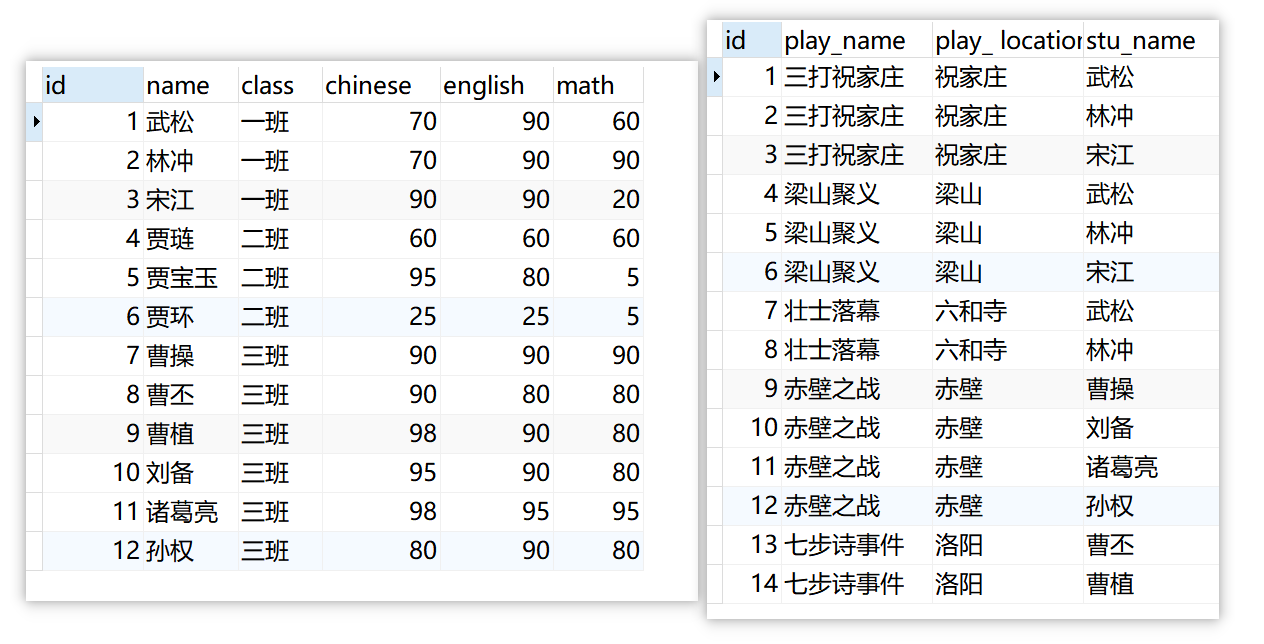 id name class chinese english math
1 武松 一班 70 90 60
2 林冲 一班 70 90 90
3 宋江 一班 90 90 20
4 贾琏 二班 60 60 60
5 贾宝玉 二班 95 80 5
6 贾环 二班 25 25 5
7 曹操 三班 90 90 90
8 曹丕 三班 90 80 80
9 曹植 三班 98 90 80
10 刘备 三班 95 90 80
11 诸葛亮 三班 98 95 95
12 孙权 三班 80 90 80
id play_name play_ location stu_name
1 三打祝家庄 祝家庄 武松
2 三打祝家庄 祝家庄 林冲
3 三打祝家庄 祝家庄 宋江
4 梁山聚义 梁山 武松
5 梁山聚义 梁山 林冲
6 梁山聚义 梁山 宋江
7 壮士落幕 六和寺 武松
8 壮士落幕 六和寺 林冲
9 赤壁之战 赤壁 曹操
10 赤壁之战 赤壁 刘备
11 赤壁之战 赤壁 诸葛亮
12 赤壁之战 赤壁 孙权
13 七步诗事件 洛阳 曹丕
14 七步诗事件 洛阳 曹植